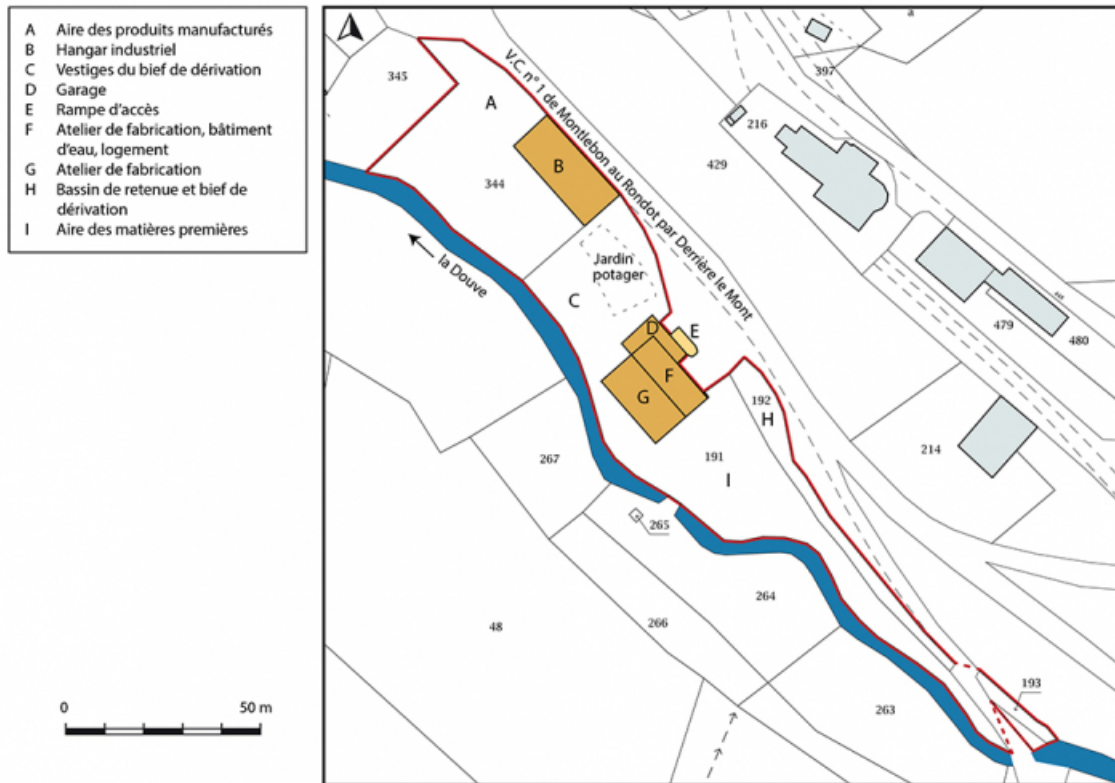 A Aire des produits manufacturés
B Hangar industriel
C Vestiges du bief de dérivation
D Garage
E Rampe d'accès
F Atelier de fabrication, bâtiment
d'eau, logement
G Atelier de fabrication
H Bassin de retenue et bief de
dérivation
I Aire des matières premières
0 50 m
345
A
V.C. n° 1 de Montlebon au Rondot par Derrière le Mont
397
216
B
429
344
la Douve
Jardin
potager
C
D
E
479
480
F
G
192
H
214
267
191
I
265
264
48
266
193
263